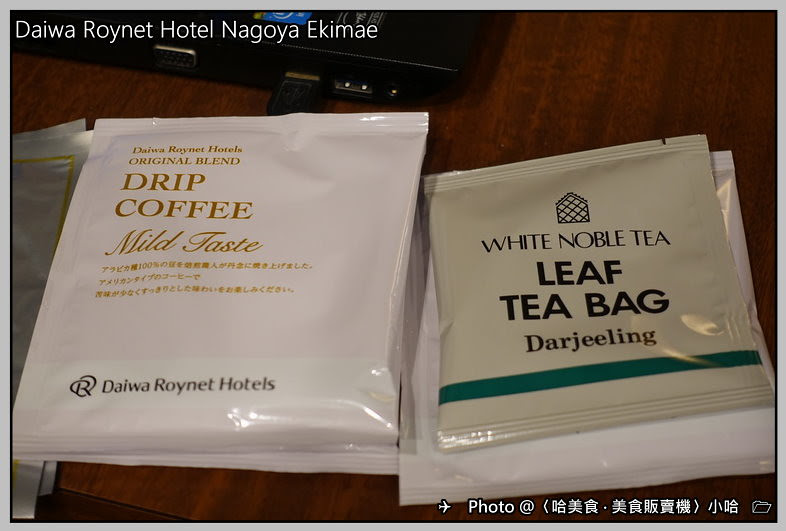 Daiwa Roynet Hotel Nagoya Ekimae
Daiwa Roynet Hotels
ORIGINAL BLEND
DRIP
COFFEE
Mild Taste
アラビカ種100%の豆を焙煎職人が丹念に焼き上げました。
アメリカンタイプのコーヒーで
苦味が少なくすっきりとした味わいをお楽しみください。
Daiwa Roynet Hotels
WHITE NOBLE TEA
LEAF
TEA BAG
Darjeeling
Photo @〈哈美食‧美食販賣機〉小哈